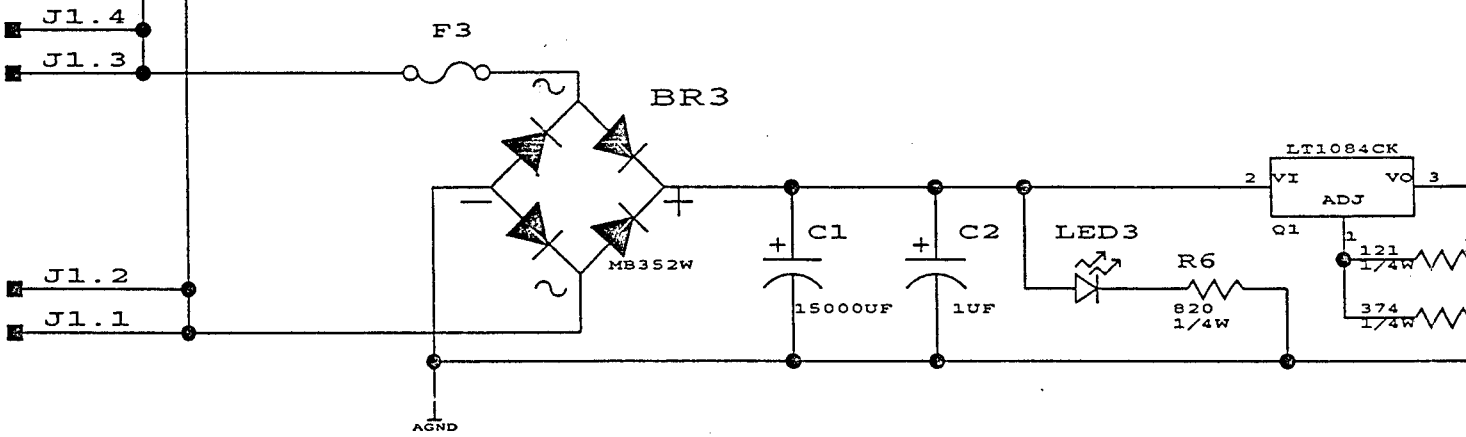 J1.4
F3
J1.3
BR3
LT1084CK
2
VI
VO
3
ADJ
Q1
1
C1
C2
LED3
121
1/4W
MB352W
R6
J1.2
15000UF
1UF
820
1/4W
374
1/4W
J1.1
AGND